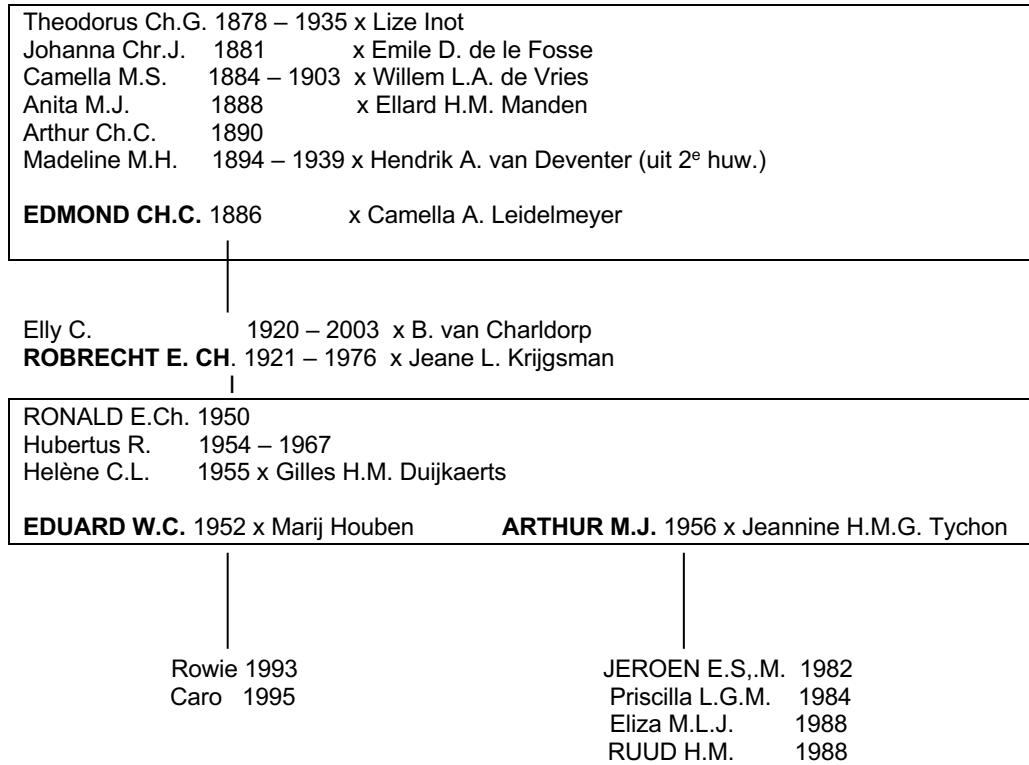 Theodorus Ch.G. 1878 – 1935 x Lize Inot
Johanna Chr.J. 1881 x Emile D. de le Fosse
Camella M.S. 1884 – 1903 x Willem L.A. de Vries
Anita M.J. 1888 x Ellard H.M. Manden
Arthur Ch.C. 1890
Madeline M.H. 1894 – 1939 x Hendrik A. van Deventer (uit 2e huw.)
EDMOND CH.C. 1886 x Camella A. Leidelmeyer
Elly C. 1920 – 2003 x B. van Charldorp
ROBRECHT E. CH. 1921 – 1976 x Jeane L. Krijgsman
RONALD E.Ch. 1950
Hubertus R. 1954 – 1967
Helène C.L. 1955 x Gilles H.M. Duijkaerts
EDUARD W.C. 1952 x Marij Houben ARTHUR M.J. 1956 x Jeannine H.M.G. Tychon
Rowie 1993 JEROEN E.S,.M. 1982
Caro 1995 Priscilla L.G.M. 1984
Eliza M.L.J. 1988
RUUD H.M. 1988